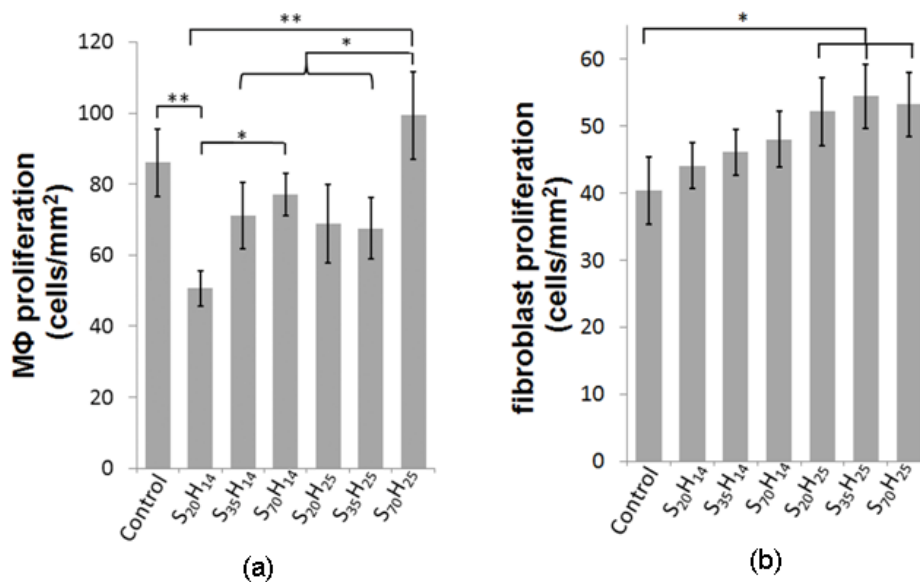 **
120
*
100
**
*
80
60
40
20
0
MΦ proliferation
(cells/mm²)
Control
S₂₀H₁₄
S₃₅H₁₄
S₇₀H₁₄
S₂₀H₂₅
S₃₅H₂₅
S₇₀H₂₅
(a)
*
60
50
40
30
20
10
0
fibroblast proliferation
(cells/mm²)
Control
S₂₀H₁₄
S₃₅H₁₄
S₇₀H₁₄
S₂₀H₂₅
S₃₅H₂₅
S₇₀H₂₅
(b)